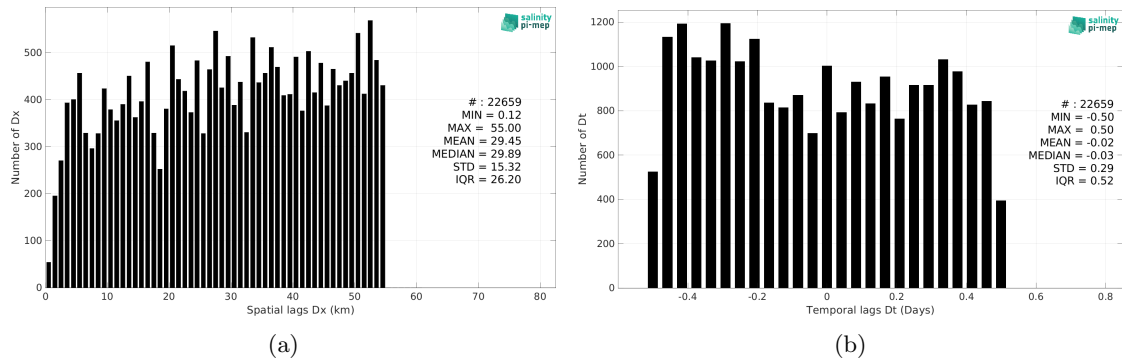 salinity
pi-mep
Number of Dx
500
400
300
200
100
0
# : 22659
MIN = 0.12
MAX = 55.00
MEAN = 29.45
MEDIAN = 29.89
STD = 15.32
IQR = 26.20
0 10 20 30 40 50 60 70 80
Spatial lags Dx (km)
(a)
salinity
pi-mep
Number of Dt
1200
1000
800
600
400
200
0
# : 22659
MIN = -0.50
MAX = 0.50
MEAN = -0.02
MEDIAN = -0.03
STD = 0.29
IQR = 0.52
-0.4 -0.2 0 0.2 0.4 0.6 0.8
Temporal lags Dt (Days)
(b)